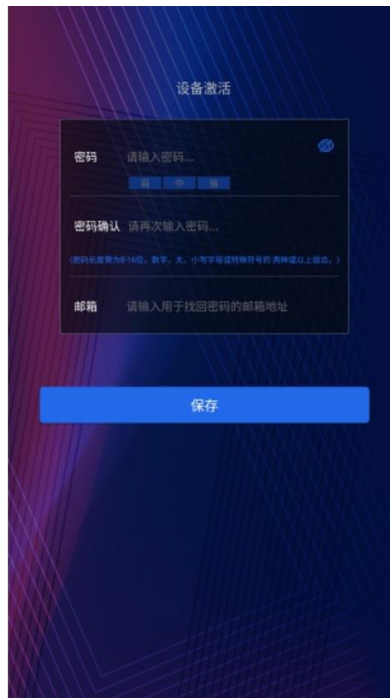 设备激活
密码 请输入密码...
弱 中 强
密码确认 请再次输入密码...
(密码长度需为8-16位，数字，大，小写字母或特殊符号的 两种或以上组合。)
邮箱 请输入用于找回密码的邮箱地址
保存